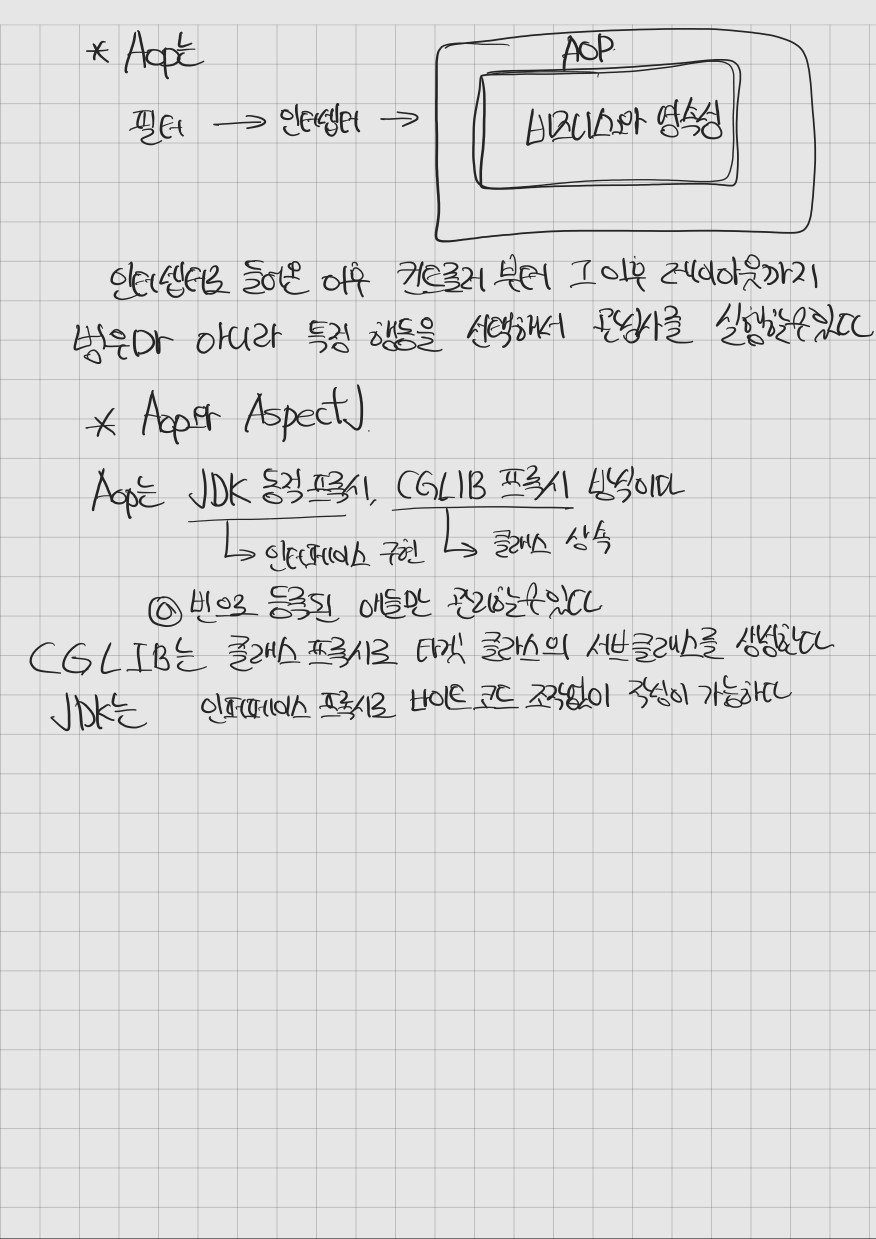 * Aop는
AOP
필터 → 인터셉터 →
비즈니스와 영속성
인터셉터로 들어온 이후 컨트롤러 부터 그 이후 레이아웃까지
범위다 아니라 특정 행동을 선택해서 관심사를 실행할수있다
* Aop와 AspectJ.
Aop는 JDK 동적 프록시, CGLIB 프록시 방식이다
↳ 인터페이스 구현 ↳ 클래스 상속
◎ 빈으로 등록된 애들만 관리할수있다
CGLIB는 클래스 프록시로 타겟 클래스의 서브클래스를 생성한다
JDK는 인터페이스 프록시로 바이트 코드 조작없이 작성이 가능하다